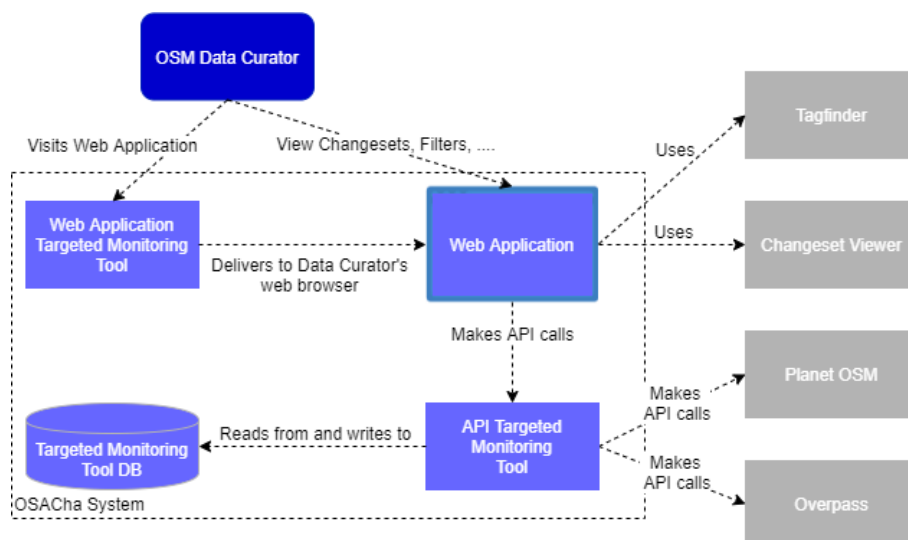 OSM Data Curator
Tagfinder
Visits Web Application
View Changesets, Filters, ....
Uses
Web Application
Targeted Monitoring
Tool
Web Application
Uses
Changeset Viewer
Delivers to Data Curator's
web browser
Makes API calls
Planet OSM
Makes
API calls
Reads from and writes to
API Targeted
Monitoring
Tool
Targeted Monitoring
Tool DB
Makes
API calls
OSACha System
Overpass